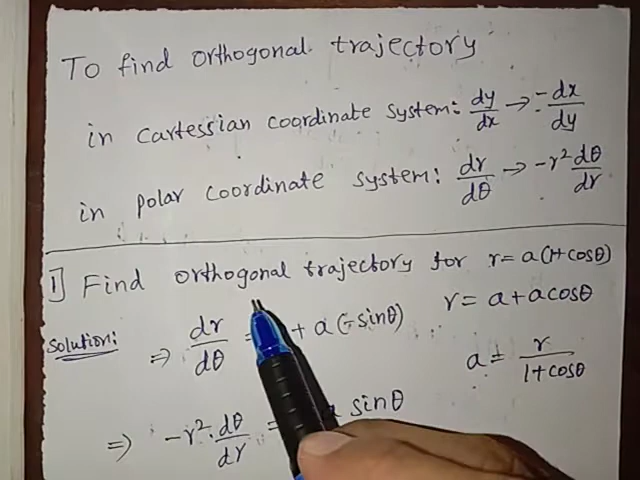 To find orthogonal trajectory
in Cartessian coordinate system: dy/dx → -dx/dy
in polar coordinate system: dr/dθ → -r² dθ/dr
1] Find orthogonal trajectory for r = a(1+cosθ)
r = a + a cosθ
Solution: ⇒ dr/dθ = + a(-sinθ)
a = r/1+cosθ
⇒ -r². dθ/dr = sinθ